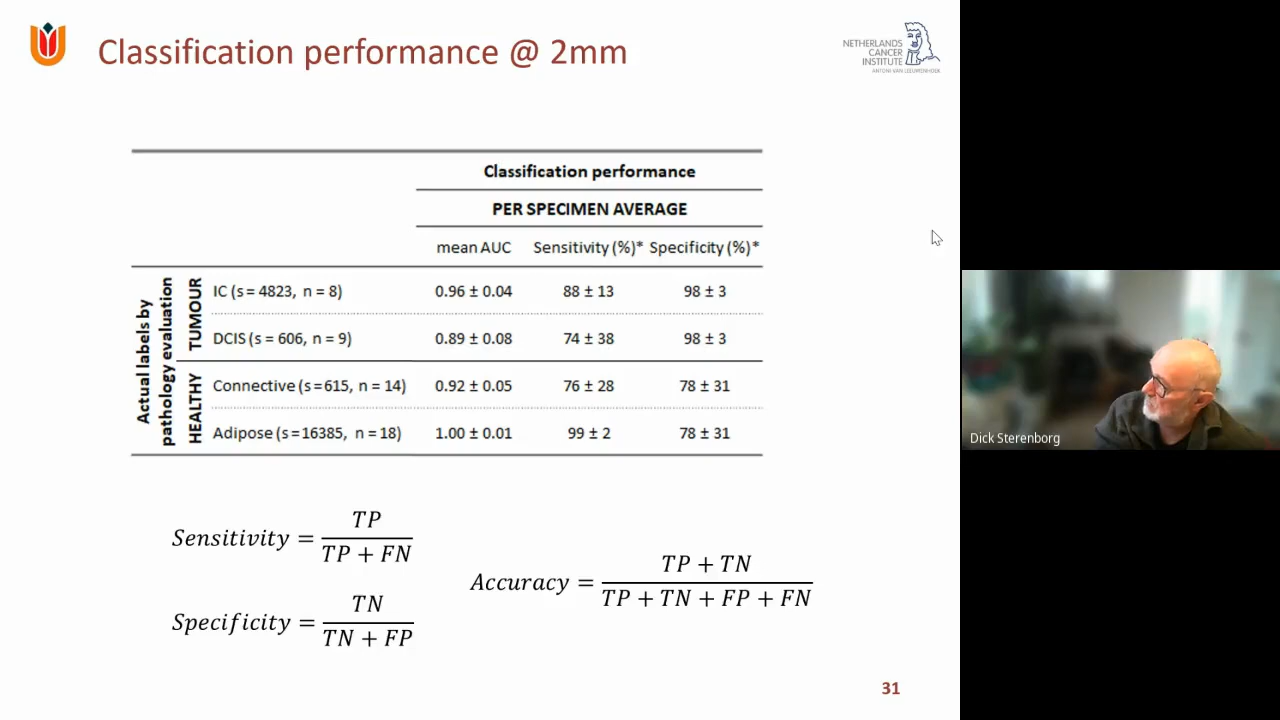 Classification performance @ 2mm
NETHERLANDS
CANCER
INSTITUTE
ANTONI VAN LEEUWENHOEK
Classification performance
PER SPECIMEN AVERAGE
mean AUC Sensitivity (%)* Specificity (%)*
Actual labels by
pathology evaluation
TUMOUR
IC (s = 4823, n = 8) 0.96 ± 0.04 88 ± 13 98 ± 3
DCIS (s = 606, n = 9) 0.89 ± 0.08 74 ± 38 98 ± 3
HEALTHY
Connective (s=615, n = 14) 0.92 ± 0.05 76 ± 28 78 ± 31
Adipose (s=16385, n =18) 1.00 ± 0.01 99 ± 2 78 ± 31
Sensitivity = TP / (TP + FN)
Specificity = TN / (TN + FP)
Accuracy = (TP + TN) / (TP + TN + FP + FN)
31
Dick Sterenborg